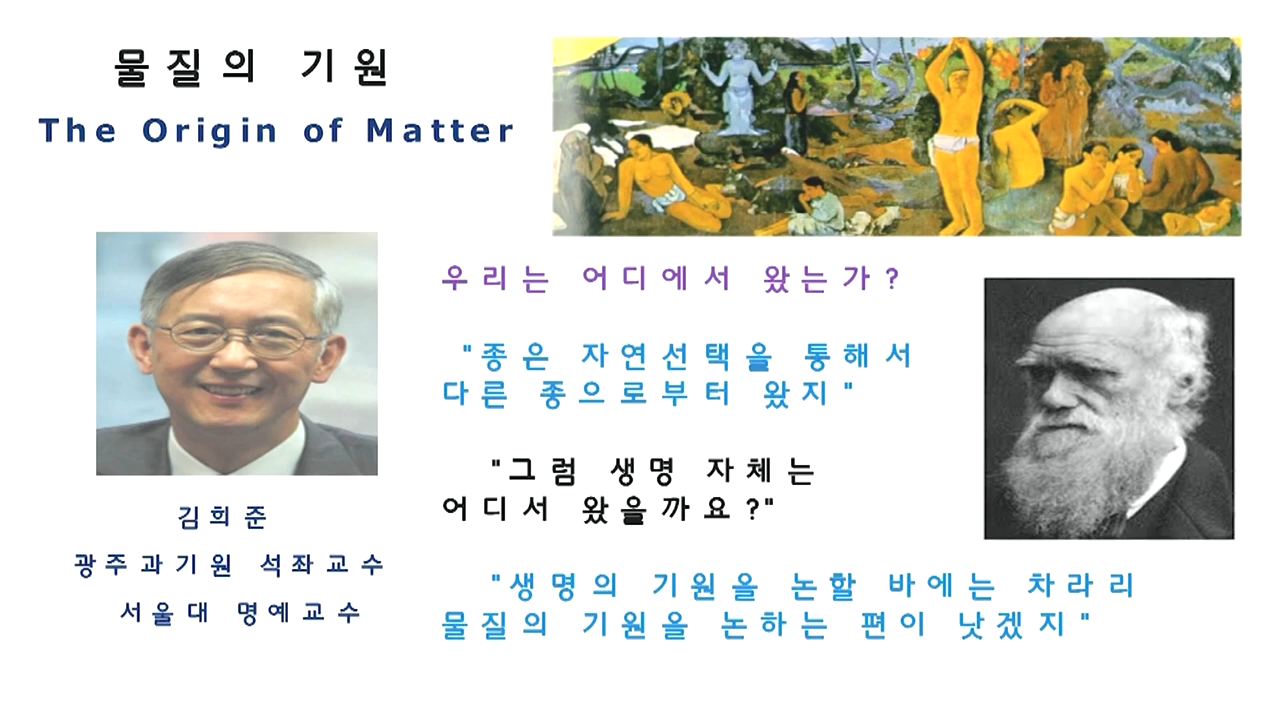 물질의 기원
The Origin of Matter
우리는 어디에서 왔는가?
"종은 자연선택을 통해서
다른 종으로부터 왔지"
"그럼 생명 자체는
어디서 왔을까요?"
"생명의 기원을 논할 바에는 차라리
물질의 기원을 논하는 편이 낫겠지"
김희준
광주과기원 석좌교수
서울대 명예교수